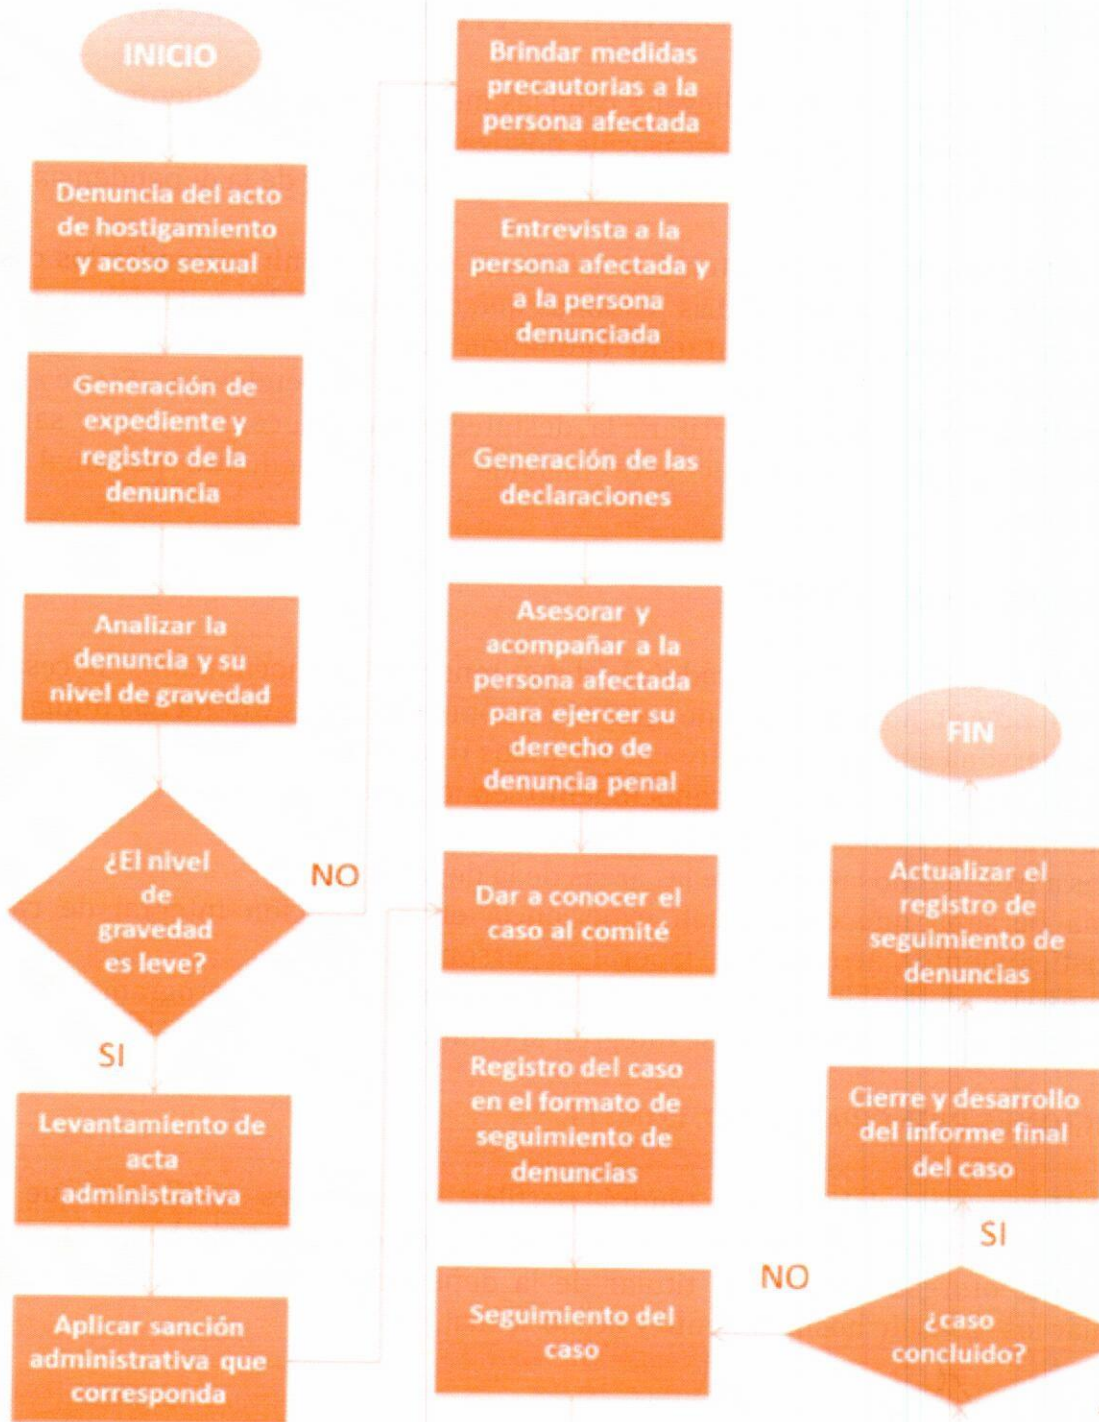 INICIO
Denuncia del acto
de hostigamiento
y acoso sexual
Generación de
expediente y
registro de la
denuncia
Analizar la
denuncia y su
nivel de gravedad
¿El nivel
de
gravedad
es leve?
NO
SI
Levantamiento de
acta
administrativa
Aplicar sanción
administrativa que
corresponda
Brindar medidas
precautorias a la
persona afectada
Entrevista a la
persona afectada y
a la persona
denunciada
Generación de las
declaraciones
Asesorar y
acompañar a la
persona afectada
para ejercer su
derecho de
denuncia penal
Dar a conocer el
caso al comité
Registro del caso
en el formato de
seguimiento de
denuncias
Seguimiento del
caso
NO
¿caso
concluido?
SI
Cierre y desarrollo
del informe final
del caso
Actualizar el
registro de
seguimiento de
denuncias
FIN